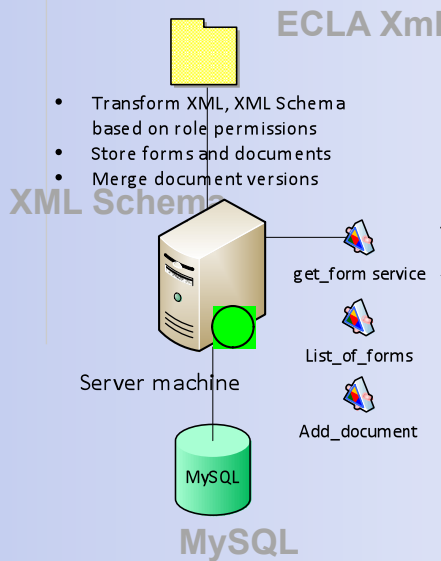 ECLA Xml
• Transform XML, XML Schema
based on role permissions
• Store forms and documents
• Merge document versions
XML Schema
get_form service
List_of_forms
Server machine
Add_document
MySQL
MySQL